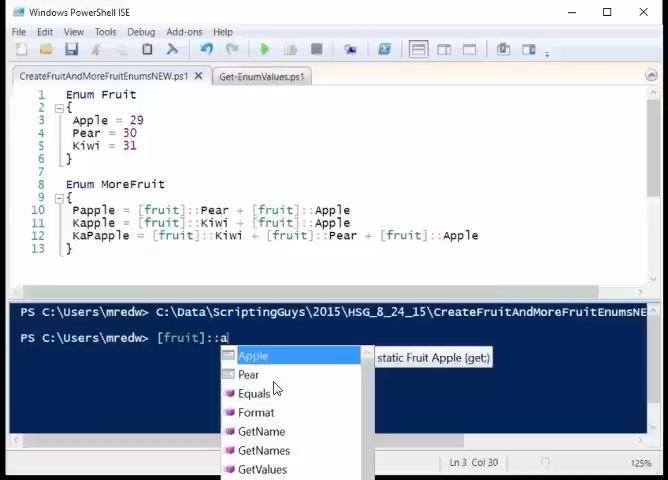 Windows PowerShell ISE
File Edit View Tools Debug Add-ons Help
CreateFruitAndMoreFruitEnumsNEW.ps1 Get-EnumValues.ps1
1 Enum Fruit
2 {
3 Apple = 29
4 Pear = 30
5 Kiwi = 31
6 }
7
8 Enum MoreFruit
9 {
10 Papple = [fruit]::Pear + [fruit]::Apple
11 Kapple = [fruit]::Kiwi + [fruit]::Apple
12 KaPapple = [fruit]::Kiwi + [fruit]::Pear + [fruit]::Apple
13 }
PS C:\Users\mredw> C:\Data\ScriptingGuys\2015\HSG_8_24_15\CreateFruitAndMoreFruitEnumsNE
PS C:\Users\mredw> [fruit]::a
Apple static Fruit Apple {get;}
Pear
Equals
Format
GetName
GetNames
GetValues
Ln 3 Col 30 125%